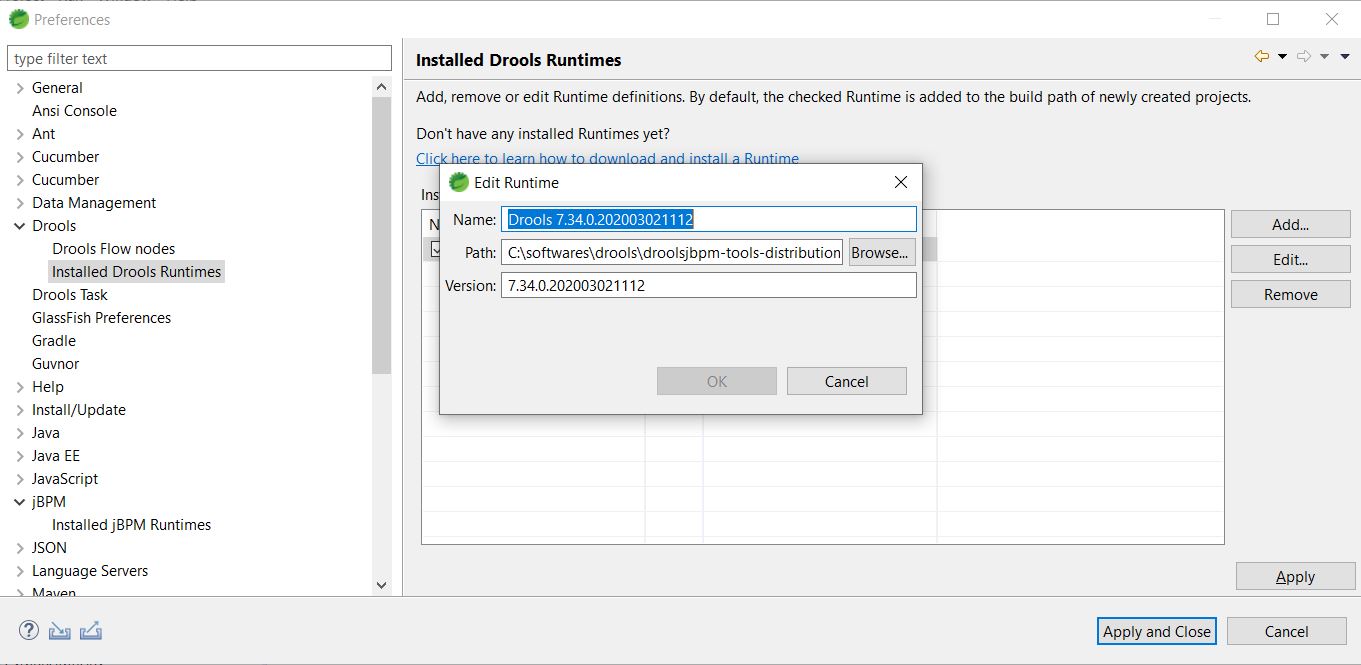 Preferences
type filter text
General
Ansi Console
Ant
Cucumber
Cucumber
Data Management
Drools
Drools Flow nodes
Installed Drools Runtimes
Drools Task
GlassFish Preferences
Gradle
Guvnor
Help
Install/Update
Java
Java EE
JavaScript
jBPM
Installed jBPM Runtimes
JSON
Language Servers
Maven
Installed Drools Runtimes
Add, remove or edit Runtime definitions. By default, the checked Runtime is added to the build path of newly created projects.
Don't have any installed Runtimes yet?
Click here to learn how to download and install a Runtime
Ins
N
Edit Runtime
Name: Drools 7.34.0.202003021112
Path: C:\softwares\drools\droolsjbpm-tools-distribution Browse...
Version: 7.34.0.202003021112
OK Cancel
Add...
Edit...
Remove
Apply
Apply and Close Cancel